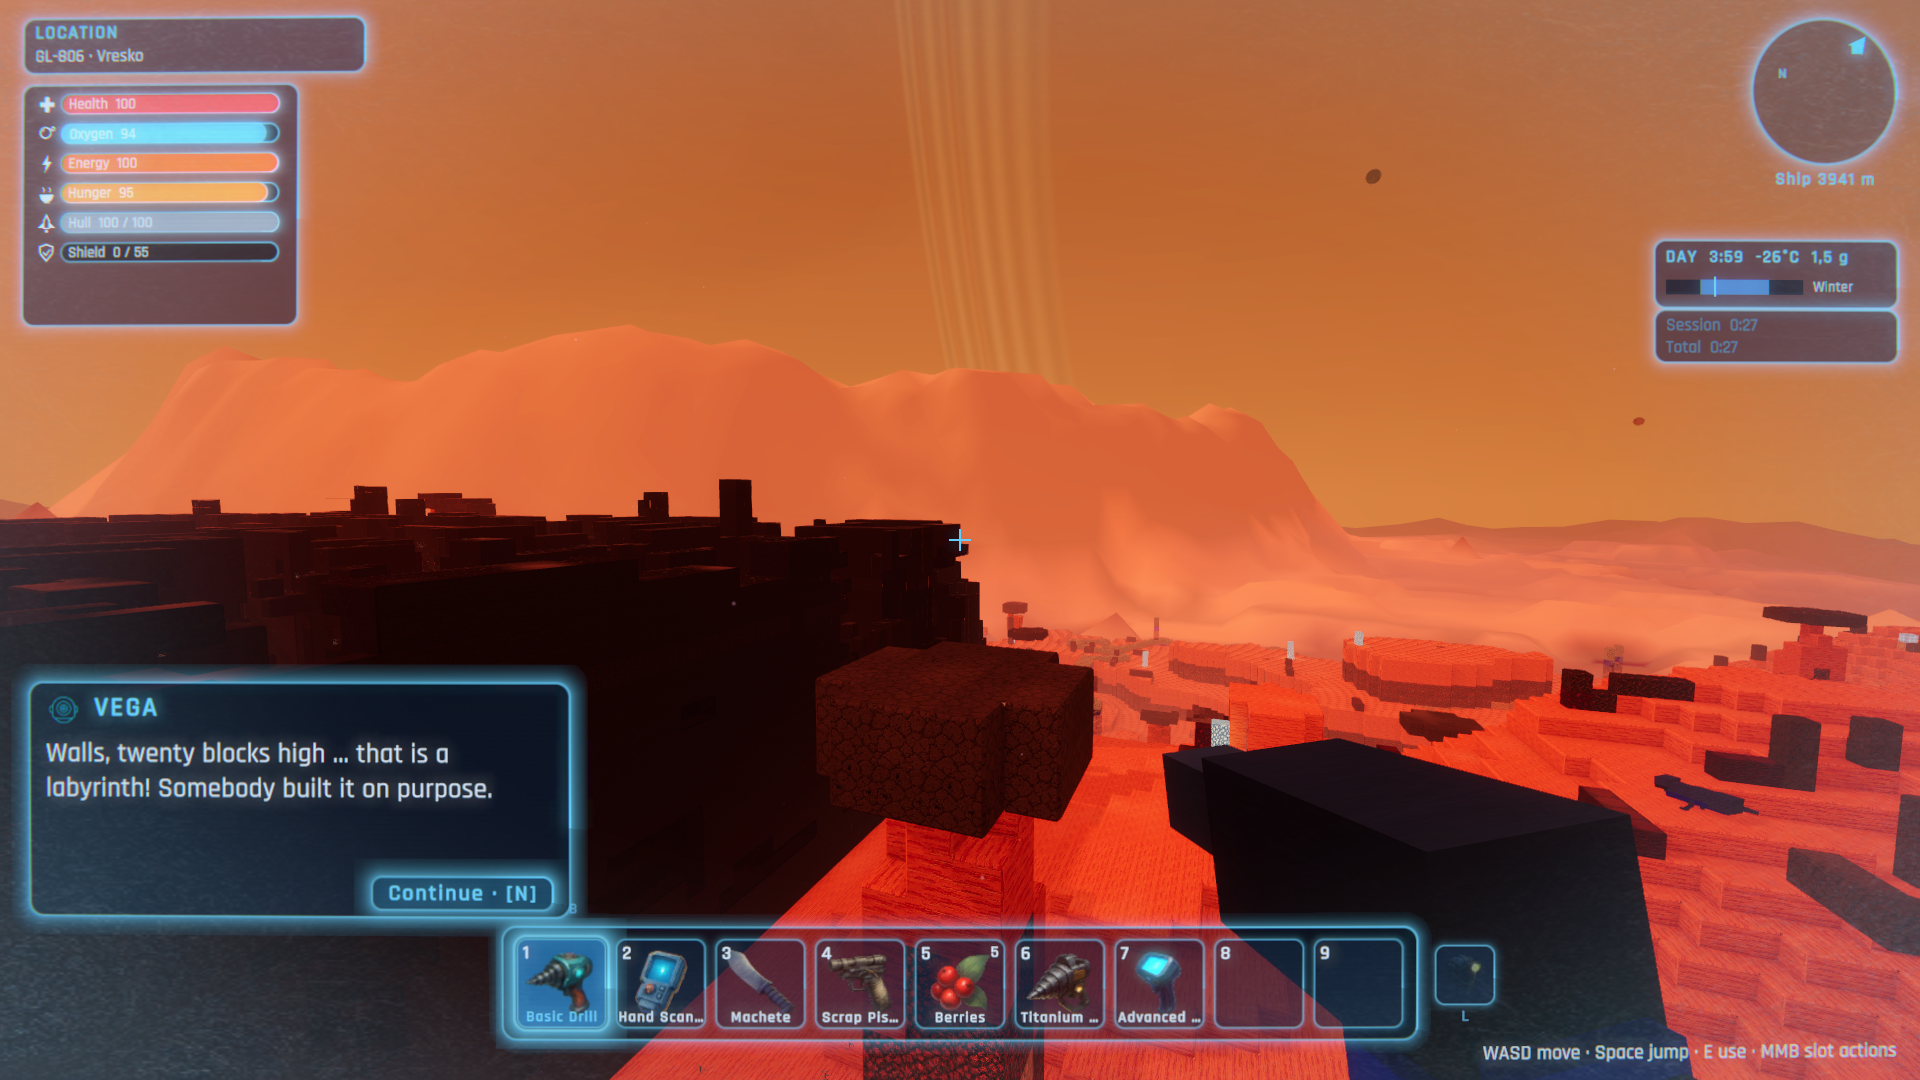 LOCATION
GL-806 · Vresko
Health 100
Oxygen 94
Energy 100
Hunger 95
Hull 100 / 100
Shield 0 / 55
N
Ship 3941 m
DAY 3:59 -26°C 1,5 g
Winter
Session 0:27
Total 0:27
VEGA
Walls, twenty blocks high ... that is a
labyrinth! Somebody built it on purpose.
Continue · [N]
1 2 3 4 5 5 6 7 8 9
Basic Drill Hand Scan... Machete Scrap Pis... Berries Titanium ... Advanced ...
L
WASD move · Space jump · E use · MMB slot actions